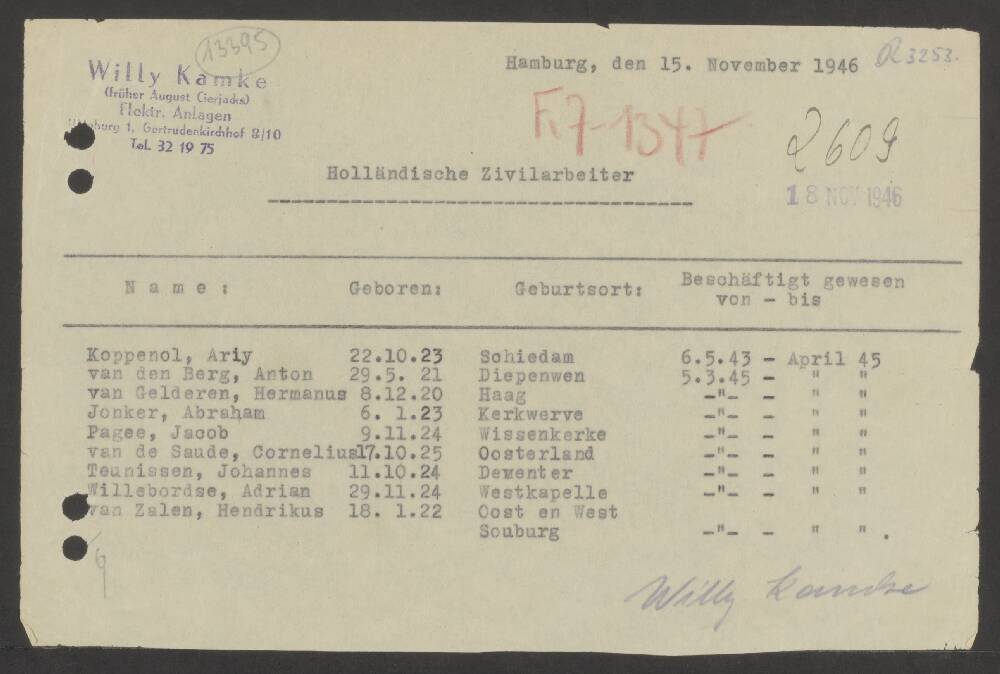 13395
Willy Kamke
(früher August Gierjacks)
Elektr. Anlagen
Hamburg 1, Gertrudenkirchhof 8/10
Tel. 32 19 75
Hamburg, den 15. November 1946
R 3253.
F.7-1347
2609
18 NOV 1946
Holländische Zivilarbeiter
Name: Geboren: Geburtsort: Beschäftigt gewesen
von - bis
Koppenol, Ariy 22.10.23 Schiedam 6.5.43 - April 45
van den Berg, Anton 29.5. 21 Diepenwen 5.3.45 - " "
van Gelderen, Hermanus 8.12.20 Haag -"- - " "
Jonker, Abraham 6. 1.23 Kerkwerve -"- - " "
Pagee, Jacob 9.11.24 Wissenkerke -"- - " "
van de Saude, Cornelius 17.10.25 Oosterland -"- - " "
Teunissen, Johannes 11.10.24 Dewenter -"- - " "
Willebordse, Adrian 29.11.24 Westkapelle -"- - " "
van Zalen, Hendrikus 18. 1.22 Oost en West
Souburg -"- - " " .
9
Willy Kamke